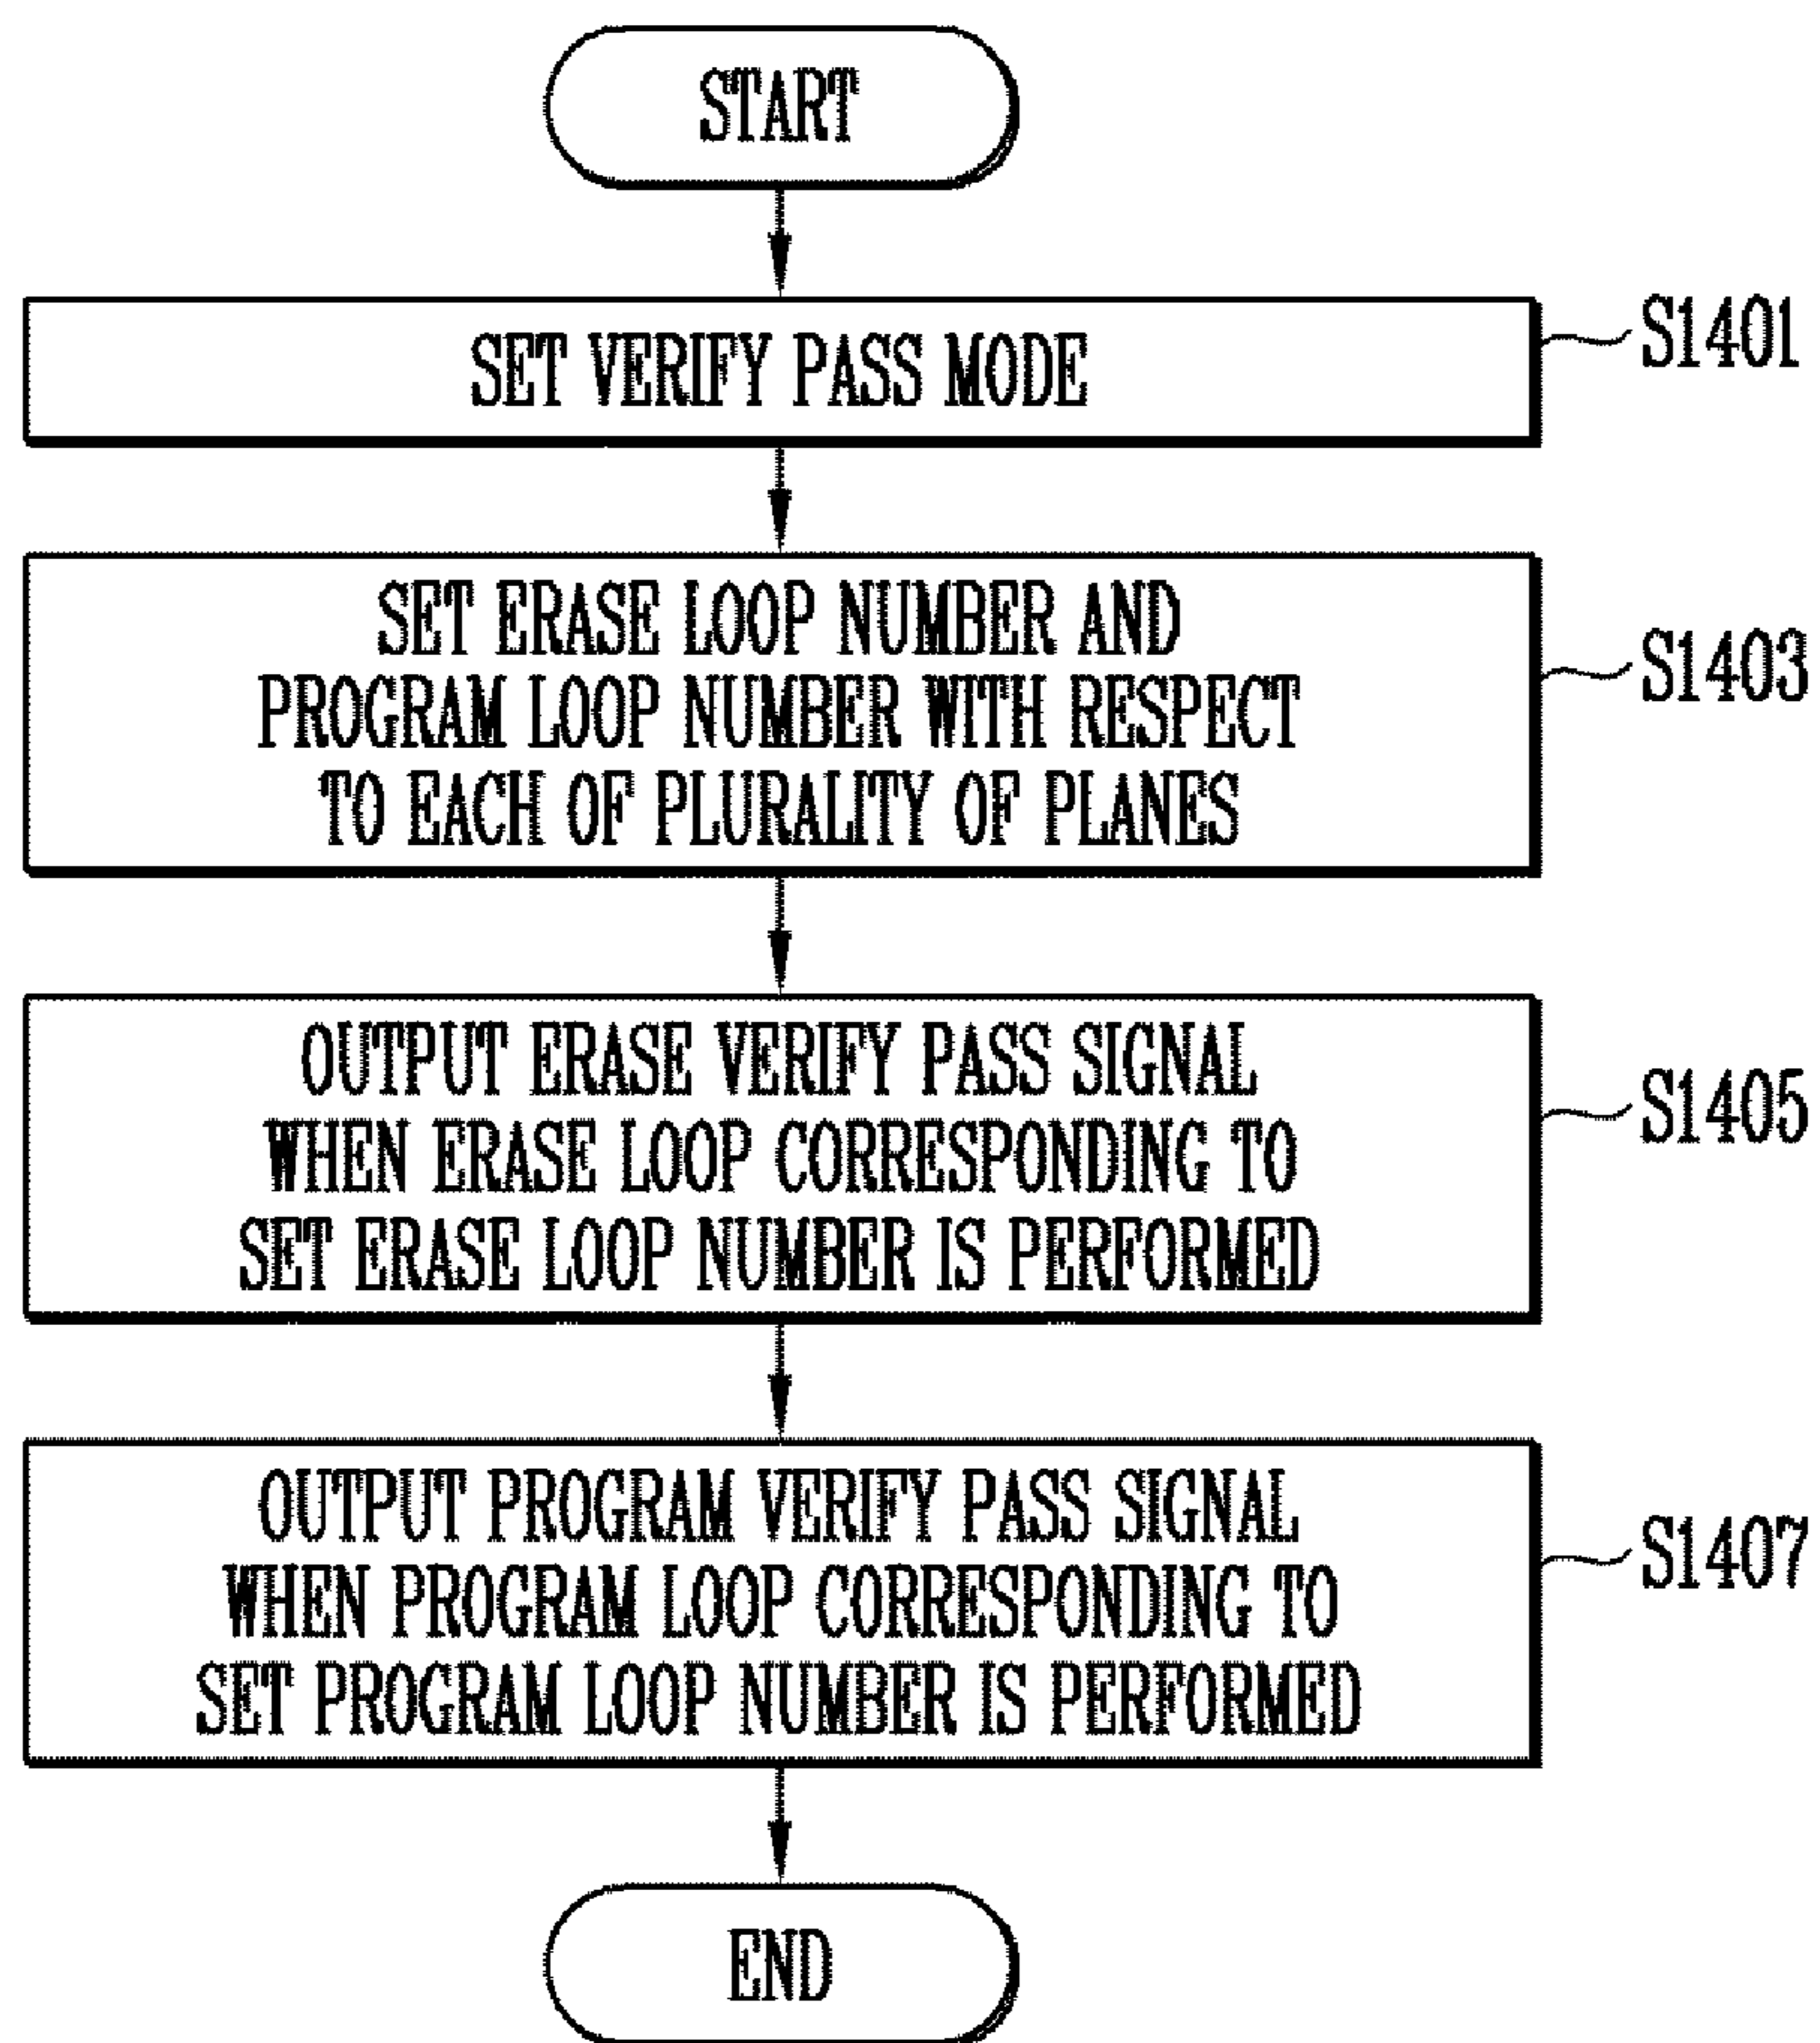 START
SET VERIFY PASS MODE
S1401
SET ERASE LOOP NUMBER AND
PROGRAM LOOP NUMBER WITH RESPECT
TO EACH OF PLURALITY OF PLANES
S1403
OUTPUT ERASE VERIFY PASS SIGNAL
WHEN ERASE LOOP CORRESPONDING TO
SET ERASE LOOP NUMBER IS PERFORMED
S1405
OUTPUT PROGRAM VERIFY PASS SIGNAL
WHEN PROGRAM LOOP CORRESPONDING TO
SET PROGRAM LOOP NUMBER IS PERFORMED
S1407
END